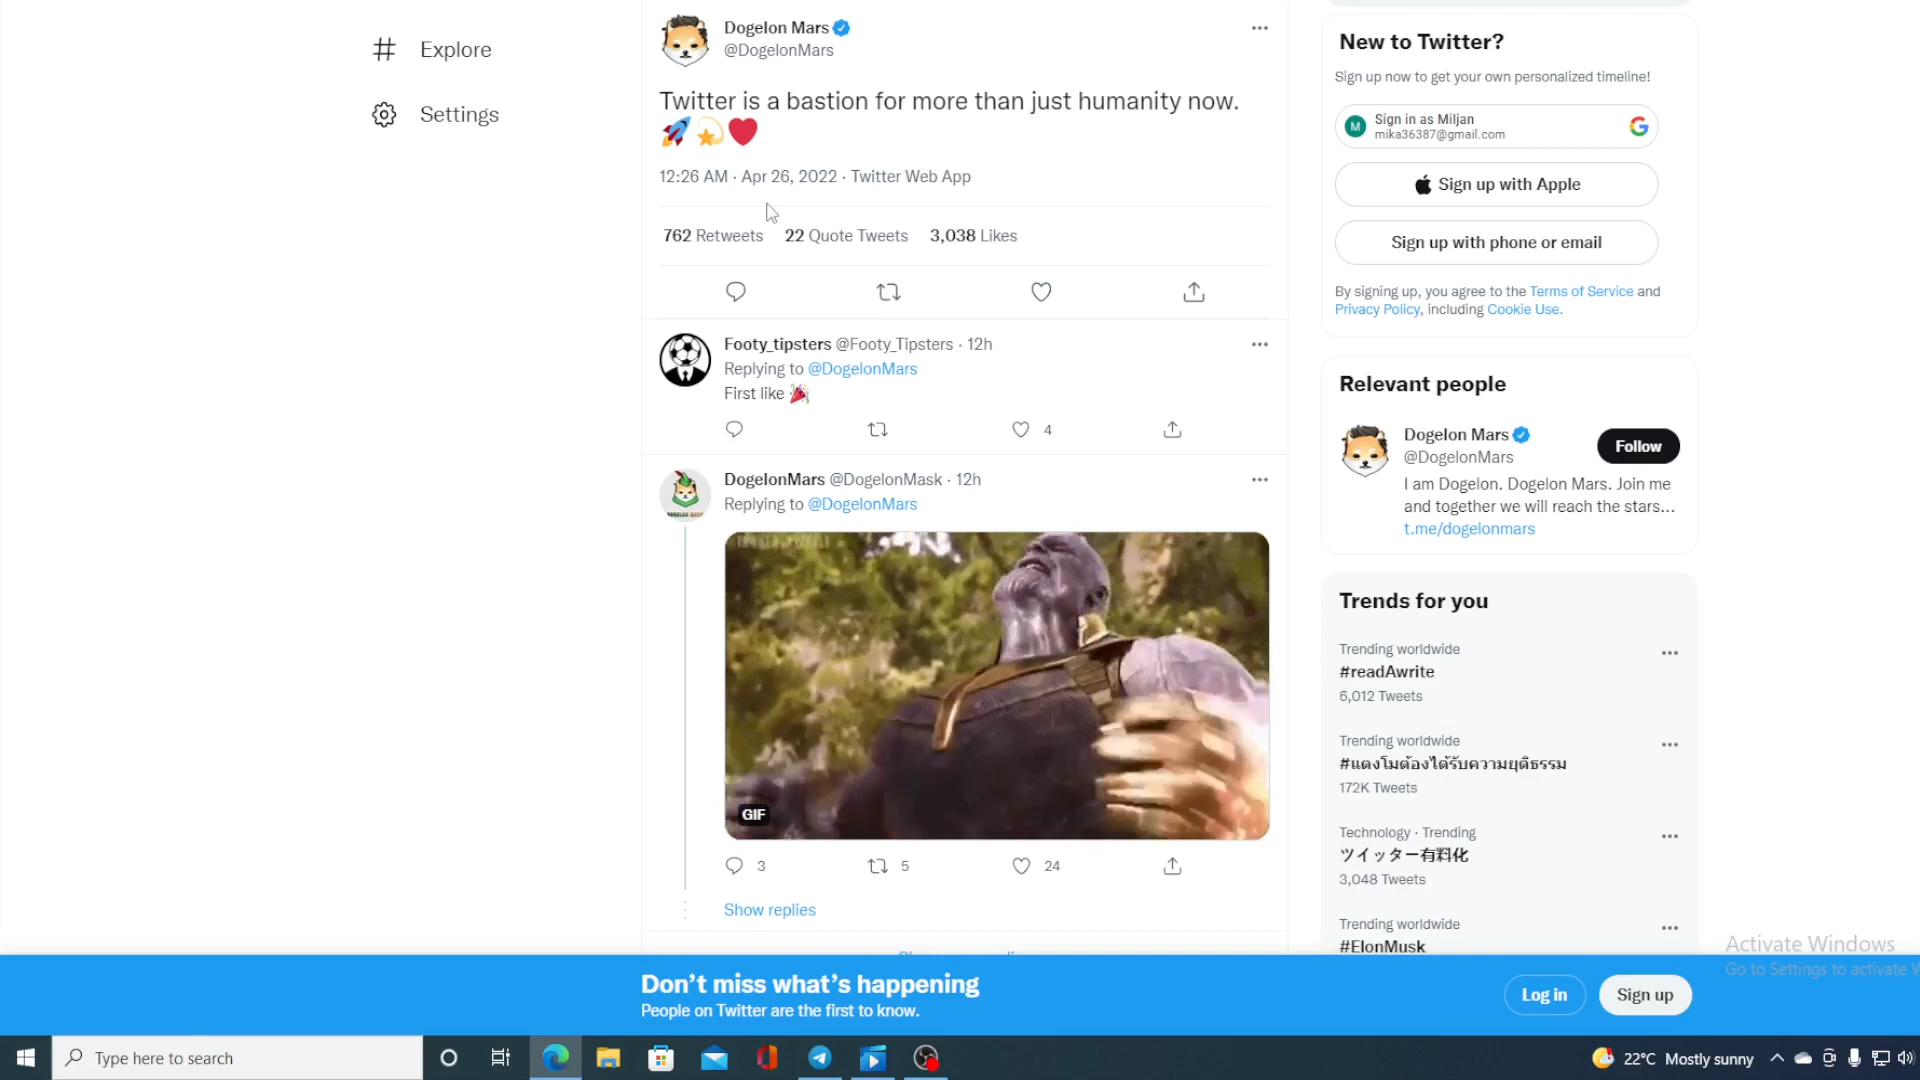 Explore
Settings
Dogelon Mars
@DogelonMars
Twitter is a bastion for more than just humanity now.
🚀💫❤️
12:26 AM · Apr 26, 2022 · Twitter Web App
762 Retweets 22 Quote Tweets 3,038 Likes
Footy_tipsters @Footy_Tipsters · 12h
Replying to @DogelonMars
First like 🎉
4
DogelonMars @DogelonMask · 12h
Replying to @DogelonMars
GIF
3 5 24
Show replies
New to Twitter?
Sign up now to get your own personalized timeline!
M
Sign in as Miljan
mika36387@gmail.com
Sign up with Apple
Sign up with phone or email
By signing up, you agree to the Terms of Service and
Privacy Policy, including Cookie Use.
Relevant people
Dogelon Mars
@DogelonMars
Follow
I am Dogelon. Dogelon Mars. Join me
and together we will reach the stars...
t.me/dogelonmars
Trends for you
Trending worldwide
#readAwrite
6,012 Tweets
Trending worldwide
#แตงโมต้องได้รับความยุติธรรม
172K Tweets
Technology · Trending
ツイッター有料化
3,048 Tweets
Trending worldwide
#ElonMusk
Activate Windows
Go to Settings to activate W
Don't miss what's happening
People on Twitter are the first to know.
Log in
Sign up
Type here to search
22°C Mostly sunny